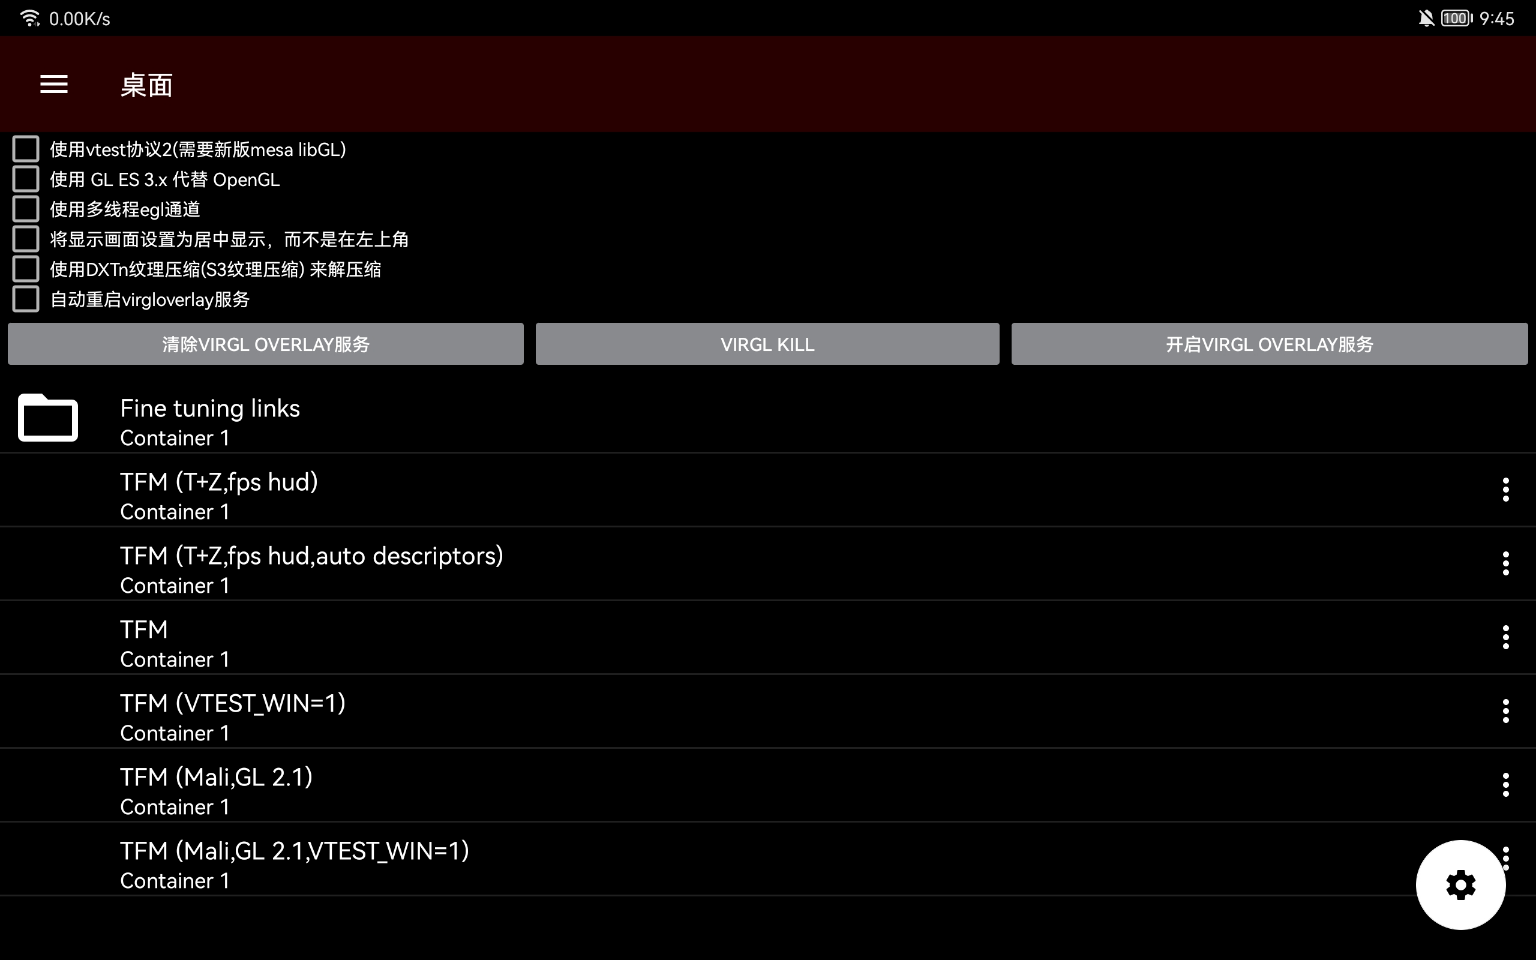 0.00K/s
100 9:45
桌面
使用vtest协议2(需要新版mesa libGL)
使用 GL ES 3.x 代替 OpenGL
使用多线程egl通道
将显示画面设置为居中显示，而不是在左上角
使用DXTn纹理压缩(S3纹理压缩) 来解压缩
自动重启virgloverlay服务
清除VIRGL OVERLAY服务
VIRGL KILL
开启VIRGL OVERLAY服务
Fine tuning links
Container 1
TFM (T+Z,fps hud)
Container 1
TFM (T+Z,fps hud,auto descriptors)
Container 1
TFM
Container 1
TFM (VTEST_WIN=1)
Container 1
TFM (Mali,GL 2.1)
Container 1
TFM (Mali,GL 2.1,VTEST_WIN=1)
Container 1